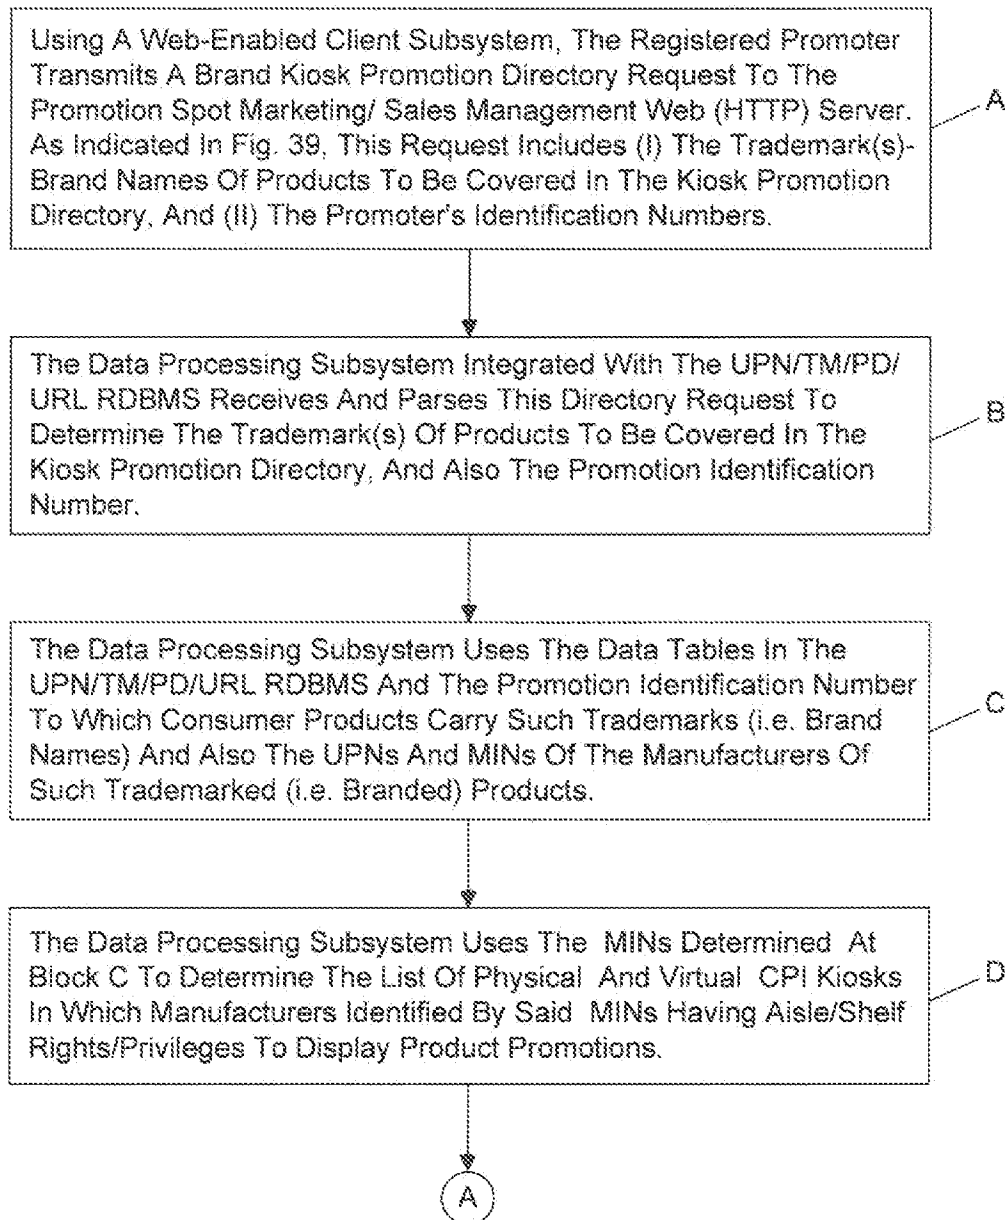 Using A Web-Enabled Client Subsystem, The Registered Promoter
Transmits A Brand Kiosk Promotion Directory Request To The
Promotion Spot Marketing/ Sales Management Web (HTTP) Server.
As Indicated In Fig. 39, This Request Includes (I) The Trademark(s)-
Brand Names Of Products To Be Covered In The Kiosk Promotion
Directory, And (II) The Promoter's Identification Numbers.
A
The Data Processing Subsystem Integrated With The UPN/TM/PD/
URL RDBMS Receives And Parses This Directory Request To
Determine The Trademark(s) Of Products To Be Covered In The
Kiosk Promotion Directory, And Also The Promotion Identification
Number.
B
The Data Processing Subsystem Uses The Data Tables In The
UPN/TM/PD/URL RDBMS And The Promotion Identification Number
To Which Consumer Products Carry Such Trademarks (i.e. Brand
Names) And Also The UPNs And MINs Of The Manufacturers Of
Such Trademarked (i.e. Branded) Products.
C
The Data Processing Subsystem Uses The MINs Determined At
Block C To Determine The List Of Physical And Virtual CPI Kiosks
In Which Manufacturers Identified By Said MINs Having Aisle/Shelf
Rights/Privileges To Display Product Promotions.
D
A